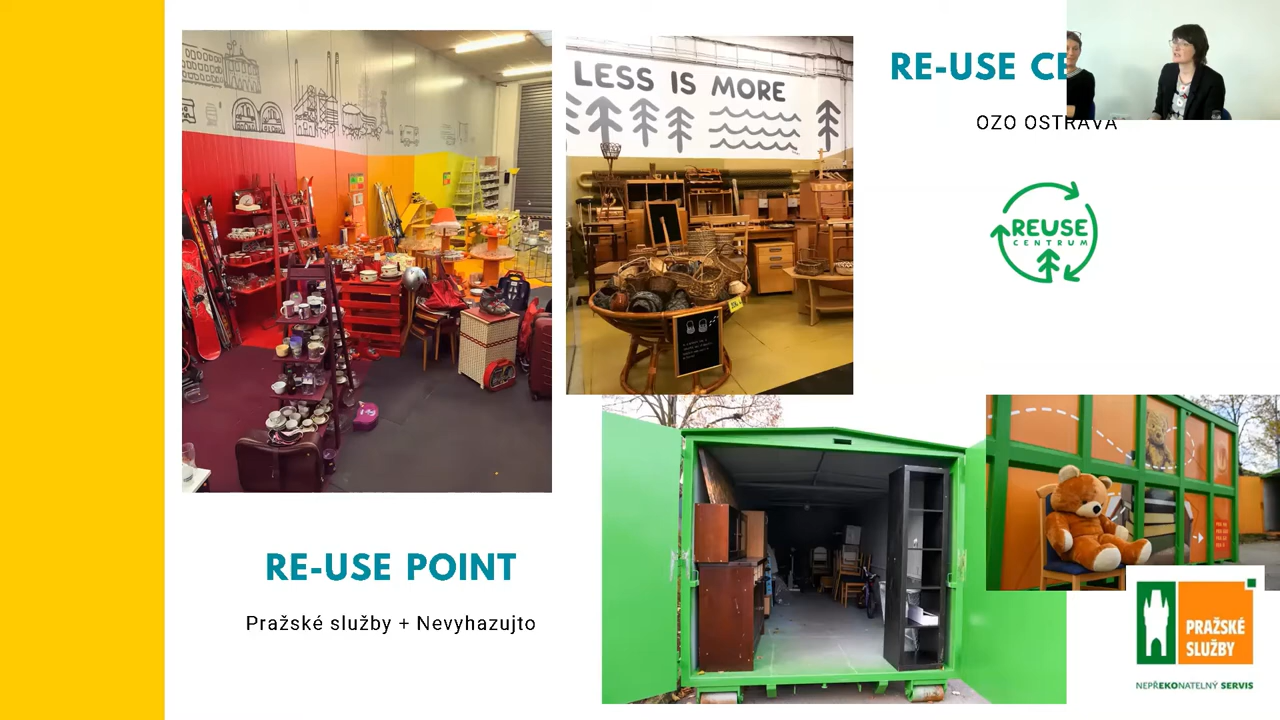 LESS IS MORE
RE-USE CE
OZO OSTRAVA
REUSE
CENTRUM
RE-USE POINT
Pražské služby + Nevyhazujto
PRAŽSKÉ
SLUŽBY
NEPŘEKONATELNÝ SERVIS